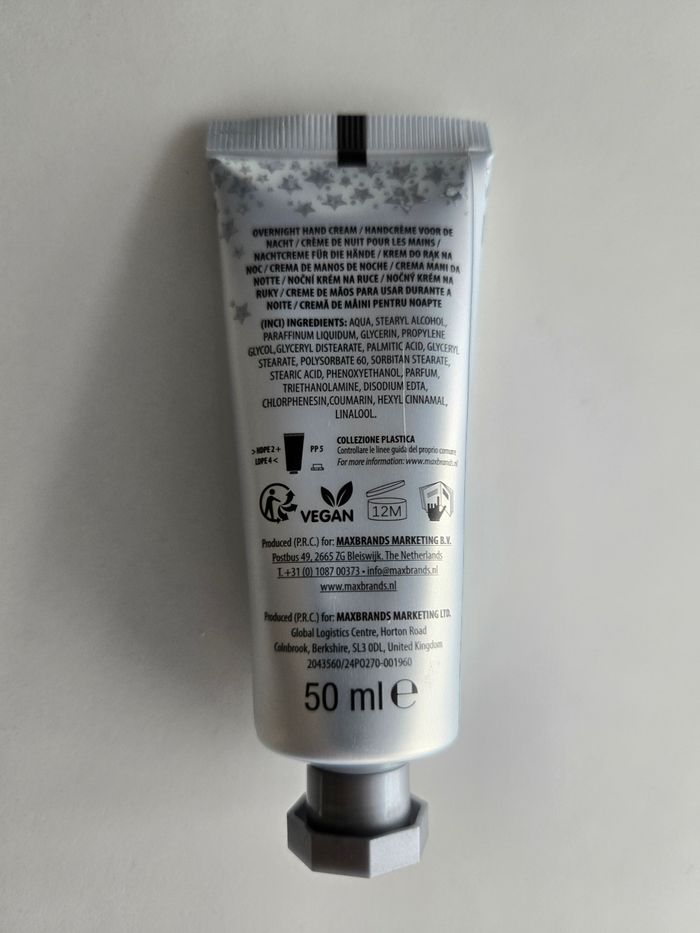 OVERNIGHT HAND CREAM / HANDCRÈME VOOR DE
NACHT / CRÈME DE NUIT POUR LES MAINS /
NACHTCREME FÜR DIE HÄNDE / KREM DO RĄK NA
NOC / CREMA DE MANOS DE NOCHE / CREMA MANI DA
NOTTE / NOČNÍ KRÉM NA RUCE / NOČNÝ KRÉM NA
RUKY / CREME DE MÃOS PARA USAR DURANTE A
NOITE / CREMĂ DE MÂINI PENTRU NOAPTE
(INCI) INGREDIENTS: AQUA, STEARYL ALCOHOL,
PARAFFINUM LIQUIDUM, GLYCERIN, PROPYLENE
GLYCOL,GLYCERYL DISTEARATE, PALMITIC ACID, GLYCERYL
STEARATE, POLYSORBATE 60, SORBITAN STEARATE,
STEARIC ACID, PHENOXYETHANOL, PARFUM,
TRIETHANOLAMINE, DISODIUM EDTA,
CHLORPHENESIN,COUMARIN, HEXYL CINNAMAL,
LINALOOL.
> HDPE 2 +
LDPE 4 <
PP 5
COLLEZIONE PLASTICA
Controllare le linee guida del proprio comune
For more information: www.maxbrands.nl
VEGAN
12M
Produced (P.R.C.) for: MAXBRANDS MARKETING B.V.
Postbus 49, 2665 ZG Bleiswijk. The Netherlands
T. +31 (0) 1087 00373 • info@maxbrands.nl
www.maxbrands.nl
Produced (P.R.C.) for: MAXBRANDS MARKETING LTD.
Global Logistics Centre, Horton Road
Colnbrook, Berkshire, SL3 0DL, United Kingdom
2043560/24PO270-001960
50 ml ℮